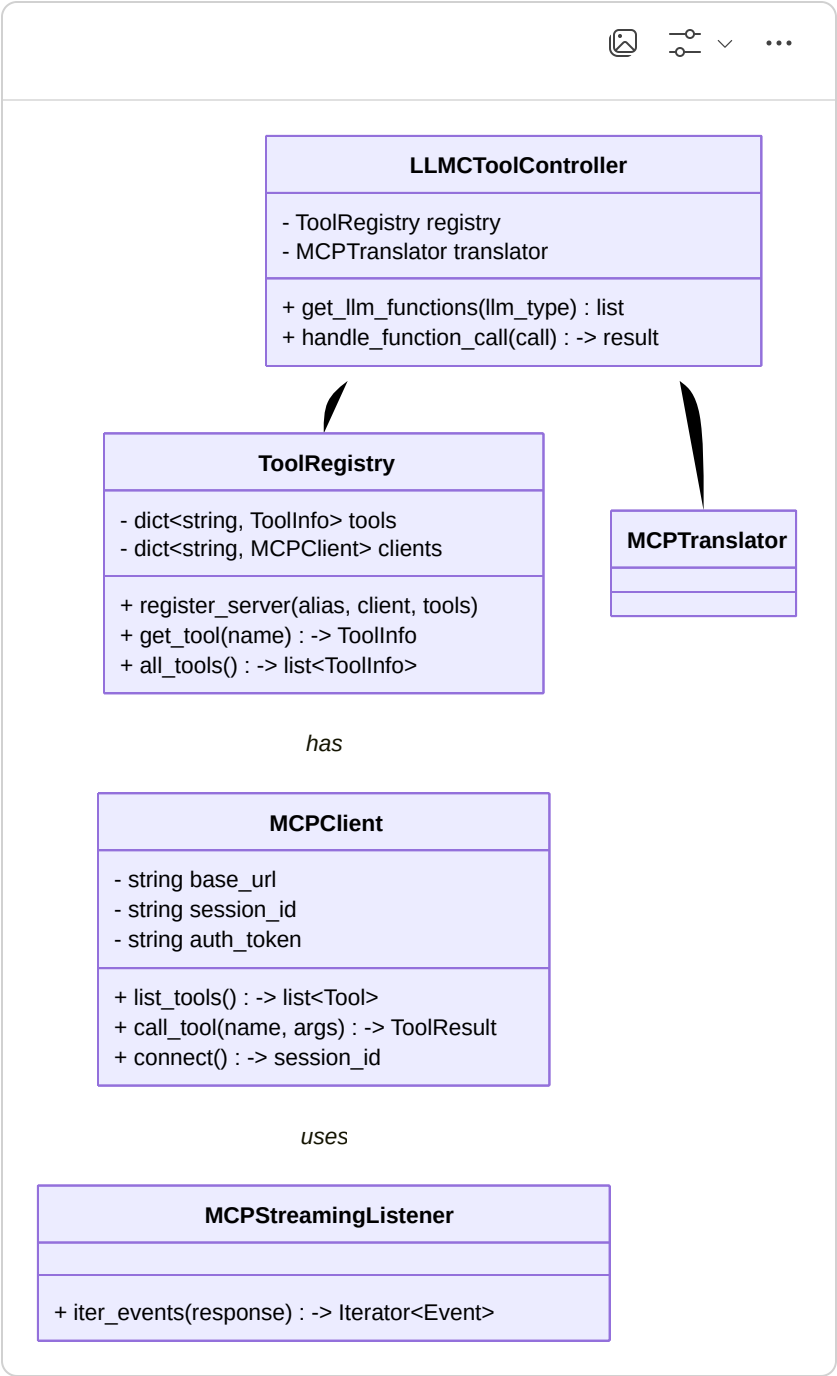 LLMCToolController
- ToolRegistry registry
- MCPTranslator translator
+ get_llm_functions(llm_type) : list
+ handle_function_call(call) : -> result
ToolRegistry
- dict<string, ToolInfo> tools
- dict<string, MCPClient> clients
+ register_server(alias, client, tools)
+ get_tool(name) : -> ToolInfo
+ all_tools() : -> list<ToolInfo>
MCPTranslator
has
MCPClient
- string base_url
- string session_id
- string auth_token
+ list_tools() : -> list<Tool>
+ call_tool(name, args) : -> ToolResult
+ connect() : -> session_id
uses
MCPStreamingListener
+ iter_events(response) : -> Iterator<Event>